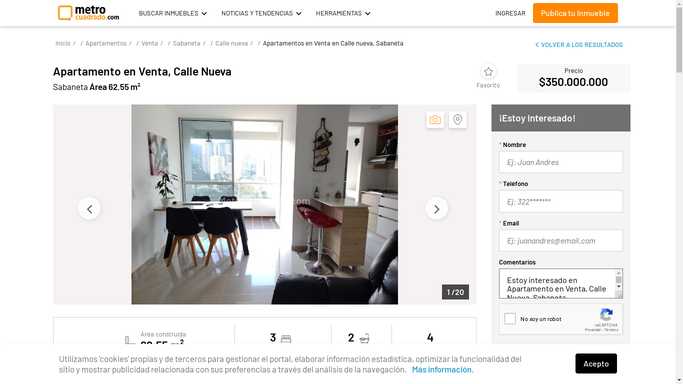 metro
cuadrado.com
BUSCAR INMUEBLES
NOTICIAS Y TENDENCIAS
HERRAMIENTAS
INGRESAR
Publica tu Inmueble
Inicio / / Apartamentos / / Venta / / Sabaneta / / Calle nueva / / Apartamentos en Venta en Calle nueva, Sabaneta
VOLVER A LOS RESULTADOS
Apartamento en Venta, Calle Nueva
Sabaneta Área 62.55 m²
Favorito
Precio
$350.000.000
1 / 20
¡Estoy Interesado!
* Nombre
Ej: Juan Andres
* Teléfono
Ej: 322*******
* Email
Ej: juanandres@email.com
Comentarios
Estoy interesado en
Apartamento en Venta, Calle
Nueva, Sabaneta
No soy un robot
reCAPTCHA
Privacidad - Términos
Área construida
3
2
4
Utilizamos 'cookies' propias y de terceros para gestionar el portal, elaborar información estadística, optimizar la funcionalidad del
sitio y mostrar publicidad relacionada con sus preferencias a través del análisis de la navegación. Más información.
Acepto